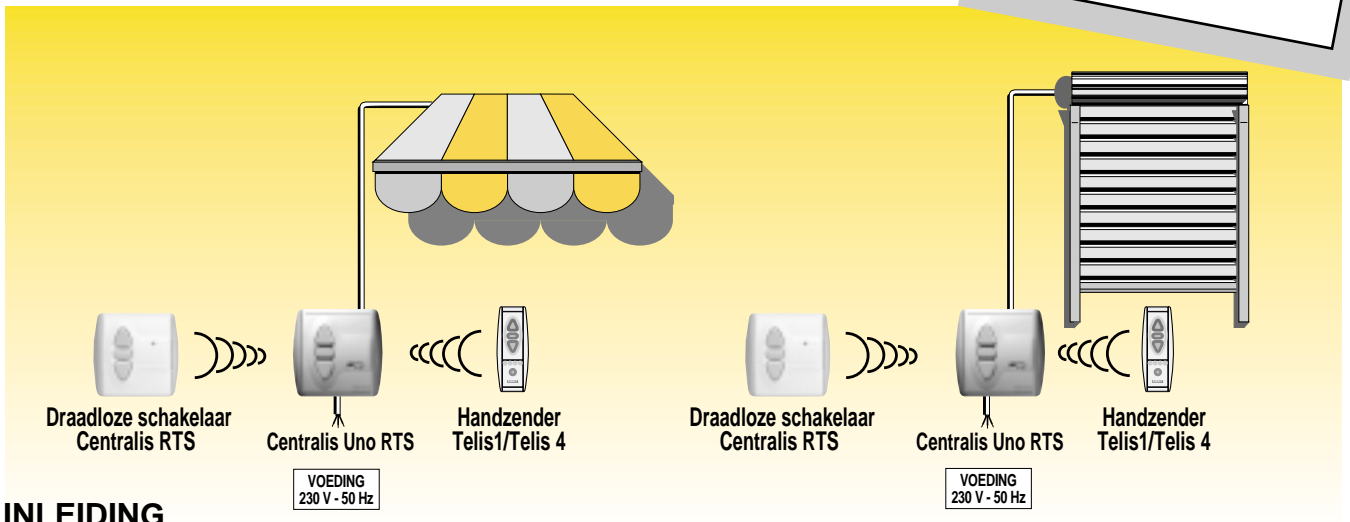 Draadloze schakelaar
Centralis RTS
Centralis Uno RTS
Handzender
Telis1/Telis 4
VOEDING
230 V - 50 Hz
Draadloze schakelaar
Centralis RTS
Centralis Uno RTS
Handzender
Telis1/Telis 4
VOEDING
230 V - 50 Hz
INLEIDING